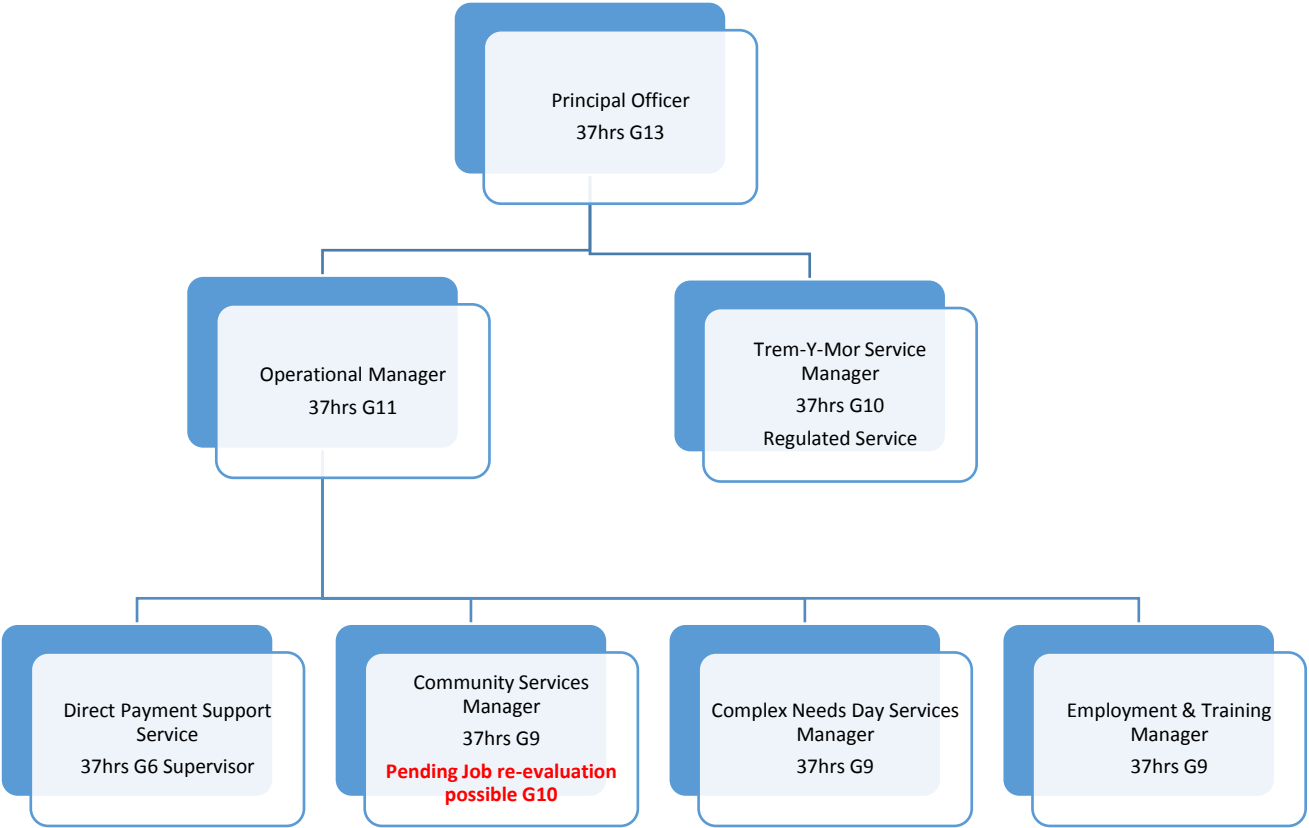 Principal Officer
37hrs G13
Operational Manager
37hrs G11
Trem-Y-Mor Service
Manager
37hrs G10
Regulated Service
Direct Payment Support
Service
37hrs G6 Supervisor
Community Services
Manager
37hrs G9
Pending Job re-evaluation
possible G10
Complex Needs Day Services
Manager
37hrs G9
Employment & Training
Manager
37hrs G9